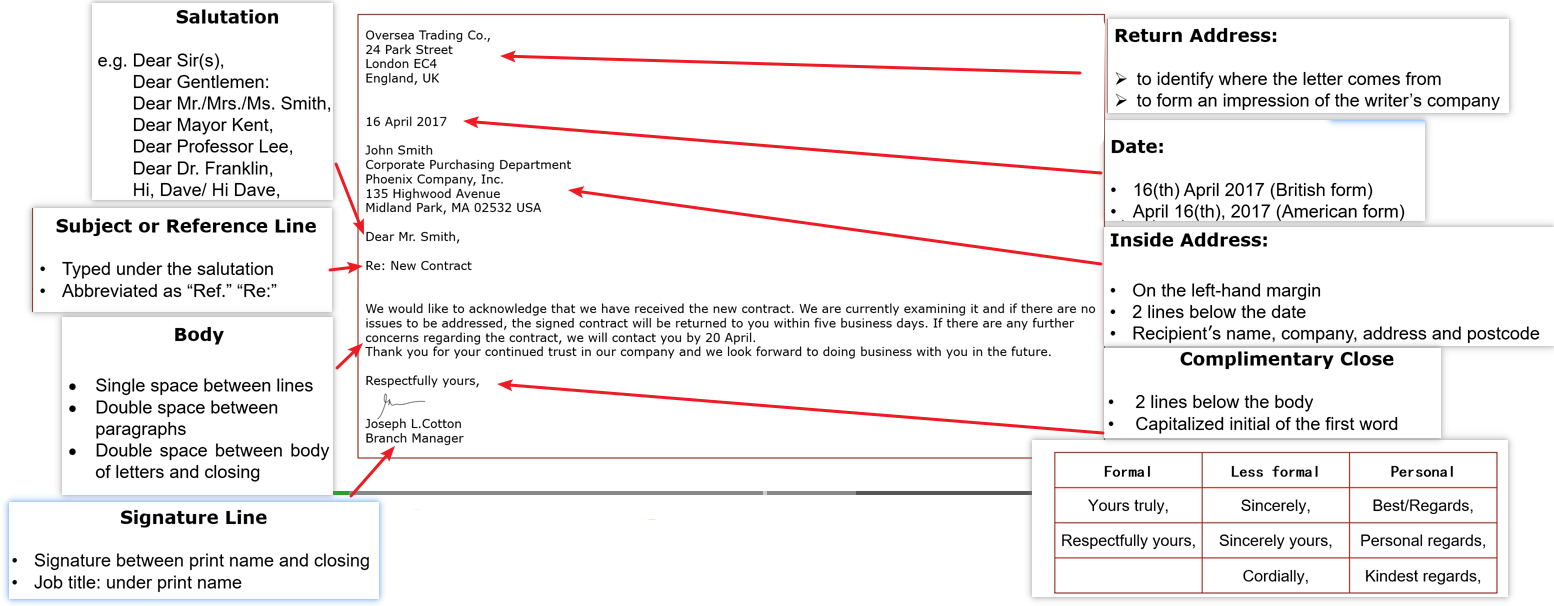 Salutation
e.g. Dear Sir(s),
Dear Gentlemen:
Dear Mr./Mrs./Ms. Smith,
Dear Mayor Kent,
Dear Professor Lee,
Dear Dr. Franklin,
Hi, Dave/ Hi Dave,
Subject or Reference Line
• Typed under the salutation
• Abbreviated as “Ref.” “Re:”
Body
● Single space between lines
● Double space between
paragraphs
● Double space between body
of letters and closing
Signature Line
• Signature between print name and closing
• Job title: under print name
Oversea Trading Co.,
24 Park Street
London EC4
England, UK
16 April 2017
John Smith
Corporate Purchasing Department
Phoenix Company, Inc.
135 Highwood Avenue
Midland Park, MA 02532 USA
Dear Mr. Smith,
Re: New Contract
We would like to acknowledge that we have received the new contract. We are currently examining it and if there are no
issues to be addressed, the signed contract will be returned to you within five business days. If there are any further
concerns regarding the contract, we will contact you by 20 April.
Thank you for your continued trust in our company and we look forward to doing business with you in the future.
Respectfully yours,
Joseph L.Cotton
Branch Manager
Return Address:
➢ to identify where the letter comes from
➢ to form an impression of the writer’s company
Date:
• 16(th) April 2017 (British form)
• April 16(th), 2017 (American form)
Inside Address:
• On the left-hand margin
• 2 lines below the date
• Recipient’s name, company, address and postcode
Complimentary Close
• 2 lines below the body
• Capitalized initial of the first word
Formal Less formal Personal
Yours truly, Sincerely, Best/Regards,
Respectfully yours, Sincerely yours, Personal regards,
Cordially, Kindest regards,